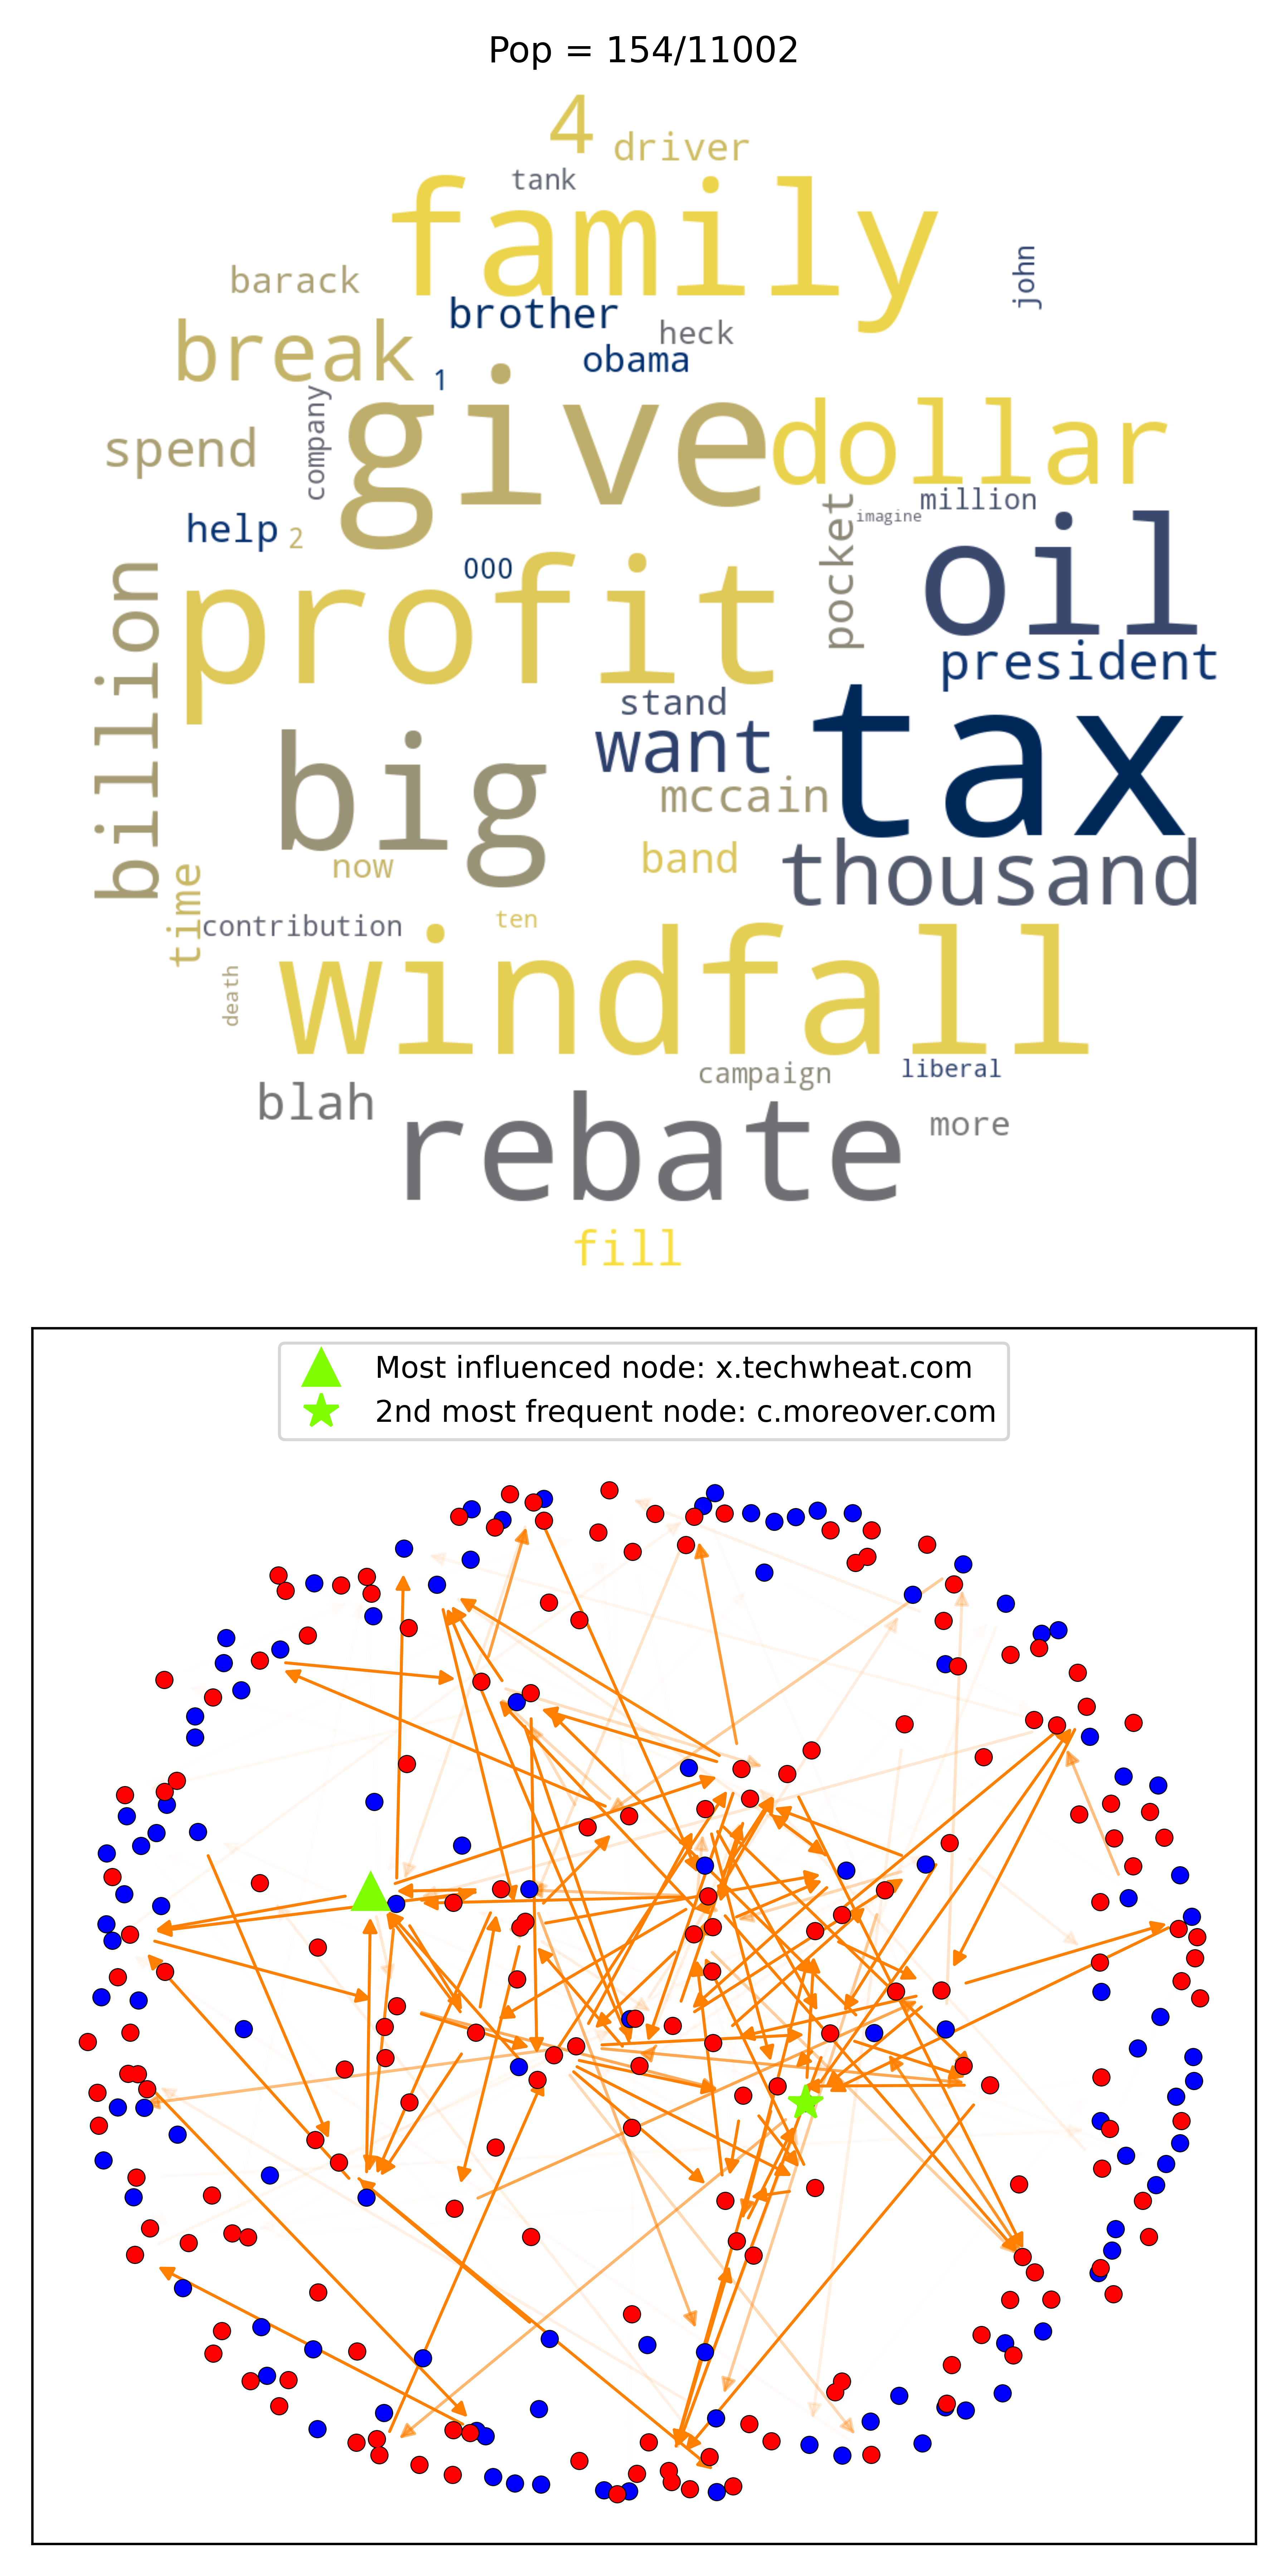 Pop = 154/11002
4 driver
tank
family
john
barack
brother
heck
break
obama
1
company
give
dollar
spend
million
pocket
imagine
help
2
000
oil
billion
profit
president
stand
tax
want
big
mccain
band
thousand
now
time
contribution
ten
windfall
death
campaign
liberal
blah
rebate
more
fill
Most influenced node: x.techwheat.com
2nd most frequent node: c.moreover.com